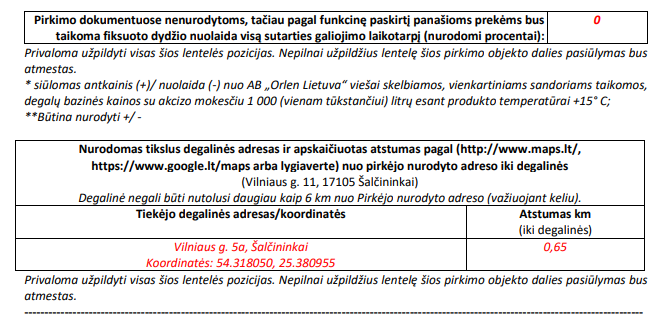 Pirkimo dokumentuose nenurodytoms, tačiau pagal funkcinę paskirtį panašioms prekėms bus
taikoma fiksuoto dydžio nuolaida visą sutarties galiojimo laikotarpį (nurodomi procentai):
0
Privaloma užpildyti visas šios lentelės pozicijas. Nepilnai užpildžius lentelę šios pirkimo objekto dalies pasiūlymas bus
atmestas.
* siūlomas antkainis (+)/ nuolaida (-) nuo AB „Orlen Lietuva“ viešai skelbiamos, vienkartiniams sandoriams taikomos,
degalų bazinės kainos su akcizo mokesčiu 1 000 (vienam tūkstančiui) litrų esant produkto temperatūrai +15° C;
**Būtina nurodyti +/ -
Nurodomas tikslus degalinės adresas ir apskaičiuotas atstumas pagal (http://www.maps.lt/,
https://www.google.lt/maps arba lygiaverte) nuo pirkėjo nurodyto adreso iki degalinės
(Vilniaus g. 11, 17105 Šalčininkai)
Degalinė negali būti nutolusi daugiau kaip 6 km nuo Pirkėjo nurodyto adreso (važiuojant keliu).
Tiekėjo degalinės adresas/koordinatės
Atstumas km
(iki degalinės)
Vilniaus g. 5a, Šalčininkai
Koordinatės: 54.318050, 25.380955
0,65
Privaloma užpildyti visas šios lentelės pozicijas. Nepilnai užpildžius lentelę šios pirkimo objekto dalies pasiūlymas bus
atmestas.